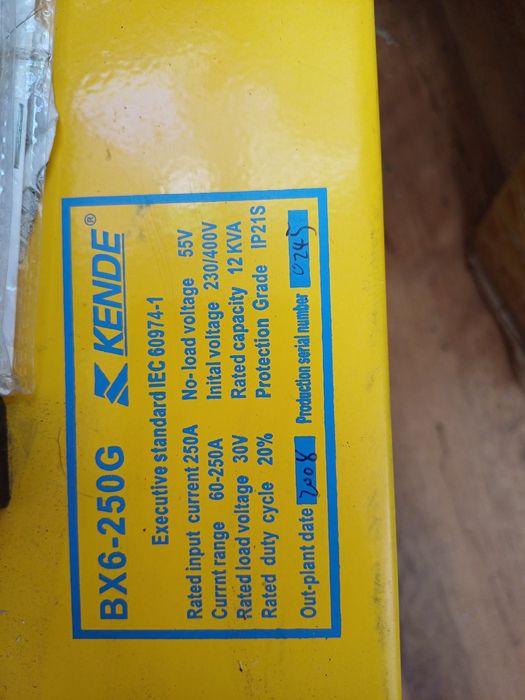 BX6-250G KENDE®
Executive standard IEC 60974-1
Rated input current 250A No-load voltage 55V
Currnt range 60-250A Inital voltage 230/400V
Rated load voltage 30V Rated capacity 12 KVA
Rated duty cycle 20% Protection Grade IP21S
Out-plant date 2008 Production serial number 0245